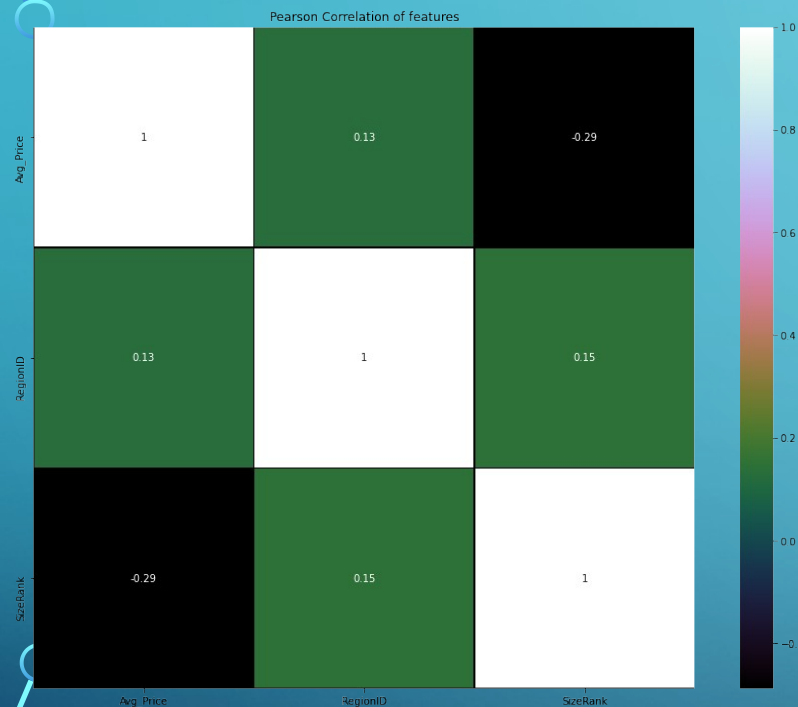 Pearson Correlation of features
Avg_Price
1
0.13
-0.29
RegionID
0.13
1
0.15
SizeRank
-0.29
0.15
1
Avg_Price
RegionID
SizeRank
1 0
0.8
0.6
0 4
0.2
0 0